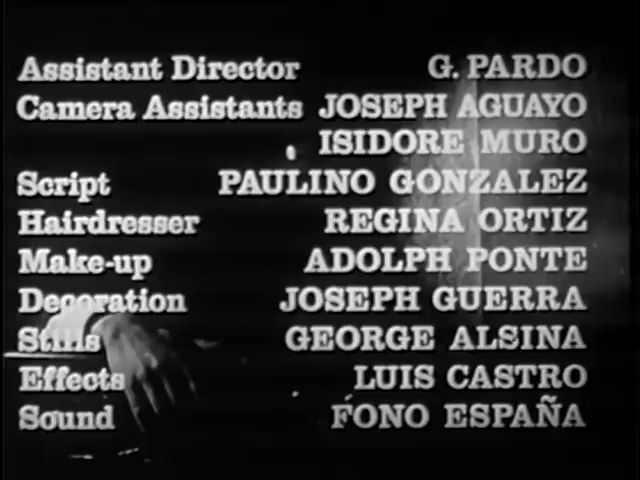 Assistant Director G. PARDO
Camera Assistants JOSEPH AGUAYO
ISIDORE MURO
Script PAULINO GONZALEZ
Hairdresser REGINA ORTIZ
Make-up ADOLPH PONTE
Decoration JOSEPH GUERRA
Stills GEORGE ALSINA
Effects LUIS CASTRO
Sound FONO ESPAÑA